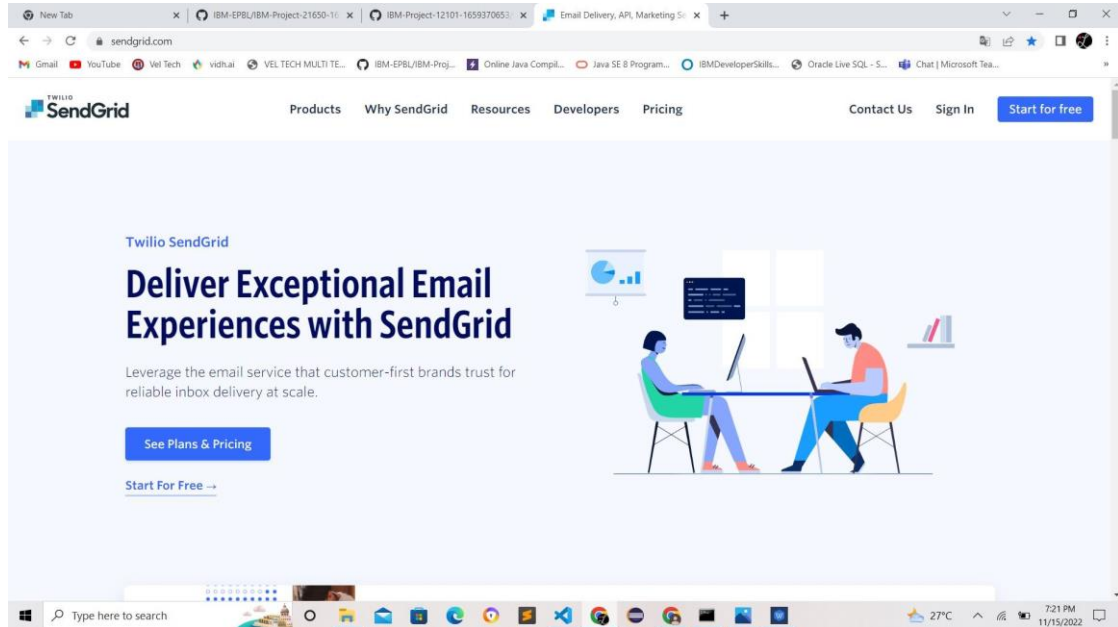 New Tab
IBM-EPBL/IBM-Project-21650-16
IBM-Project-12101-1659370653
Email Delivery, API, Marketing Se
sendgrid.com
Gmail
YouTube
Vel Tech
vidh.ai
VEL TECH MULTI TE...
IBM-EPBL/IBM-Proj...
Online Java Compil...
Java SE 8 Program...
IBMDeveloperSkills...
Oracle Live SQL - S...
Chat | Microsoft Tea...
TWILIO
SendGrid
Products
Why SendGrid
Resources
Developers
Pricing
Contact Us
Sign In
Start for free
Twilio SendGrid
Deliver Exceptional Email
Experiences with SendGrid
Leverage the email service that customer-first brands trust for
reliable inbox delivery at scale.
See Plans & Pricing
Start For Free →
Type here to search
27°C
7:21 PM
11/15/2022